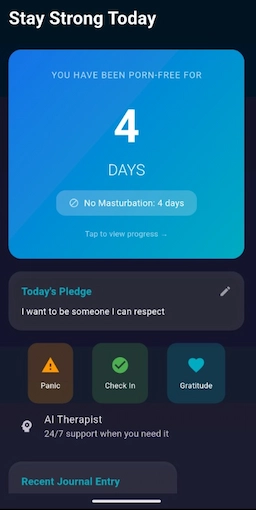 Stay Strong Today
YOU HAVE BEEN PORN-FREE FOR
4
DAYS
No Masturbation: 4 days
Tap to view progress →
Today's Pledge
I want to be someone I can respect
Panic
Check In
Gratitude
AI Therapist
24/7 support when you need it
Recent Journal Entry